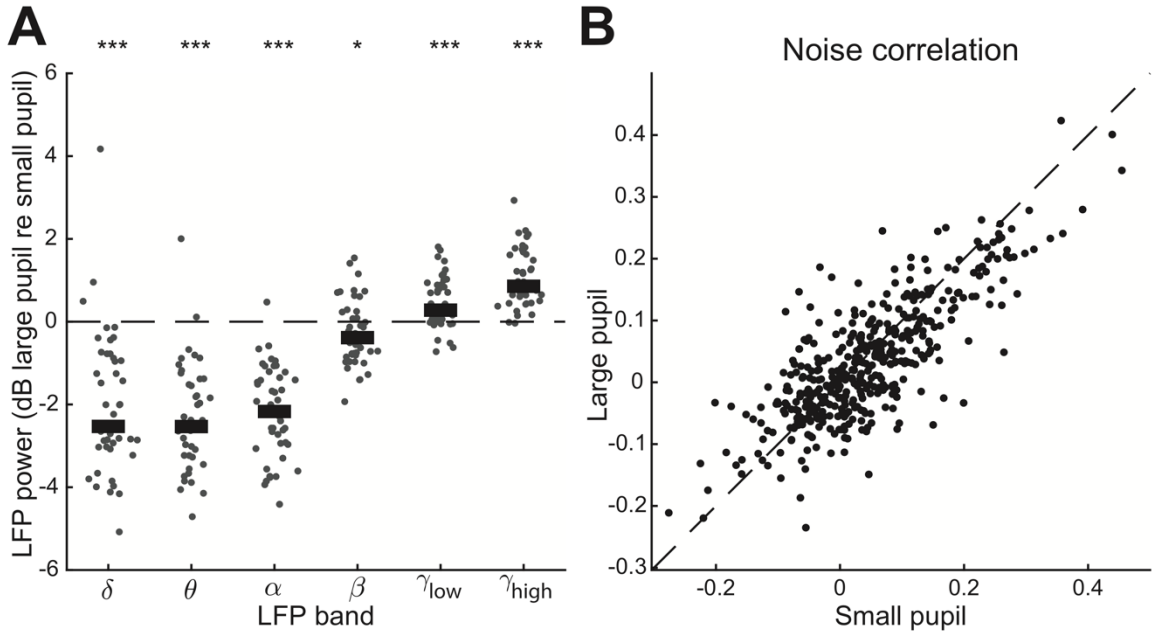 A
*** *** *** * *** ***
LFP power (dB large pupil re small pupil)
6
4
2
0
-2
-4
-6
δ θ α β γlow γhigh
LFP band
B
Noise correlation
Large pupil
0.4
0.3
0.2
0.1
0
-0.1
-0.2
-0.3
-0.2 0 0.2 0.4
Small pupil